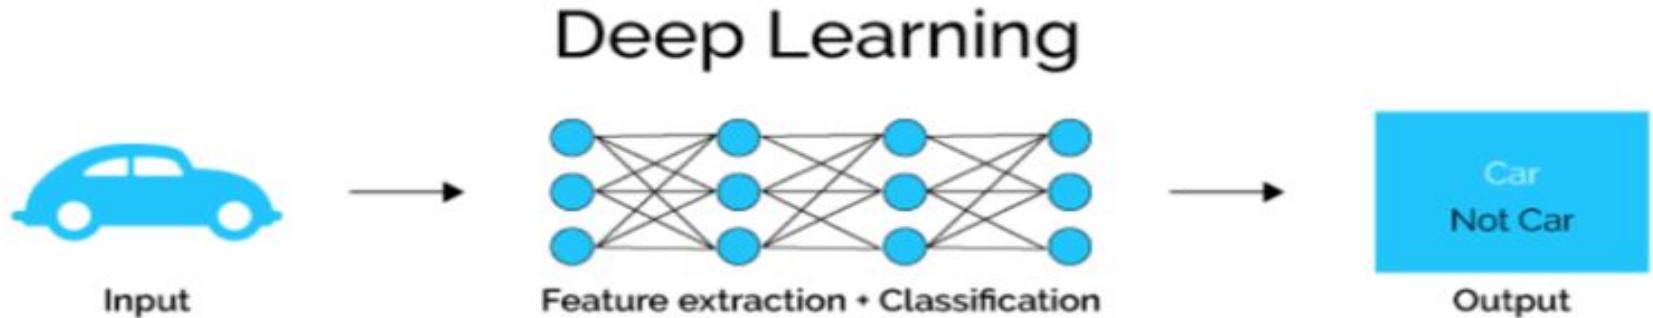 Deep Learning
Car
Not Car
Input
Feature extraction + Classification
Output